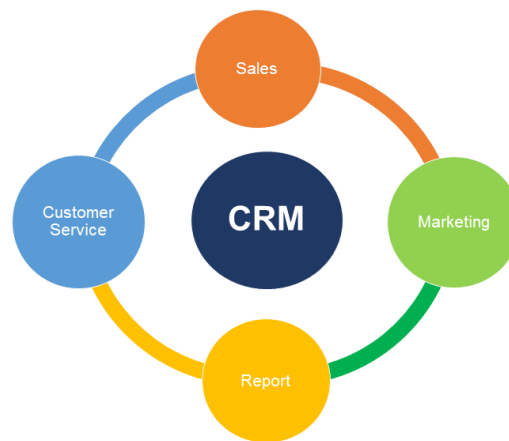 Sales
Customer
Service
CRM
Marketing
Report